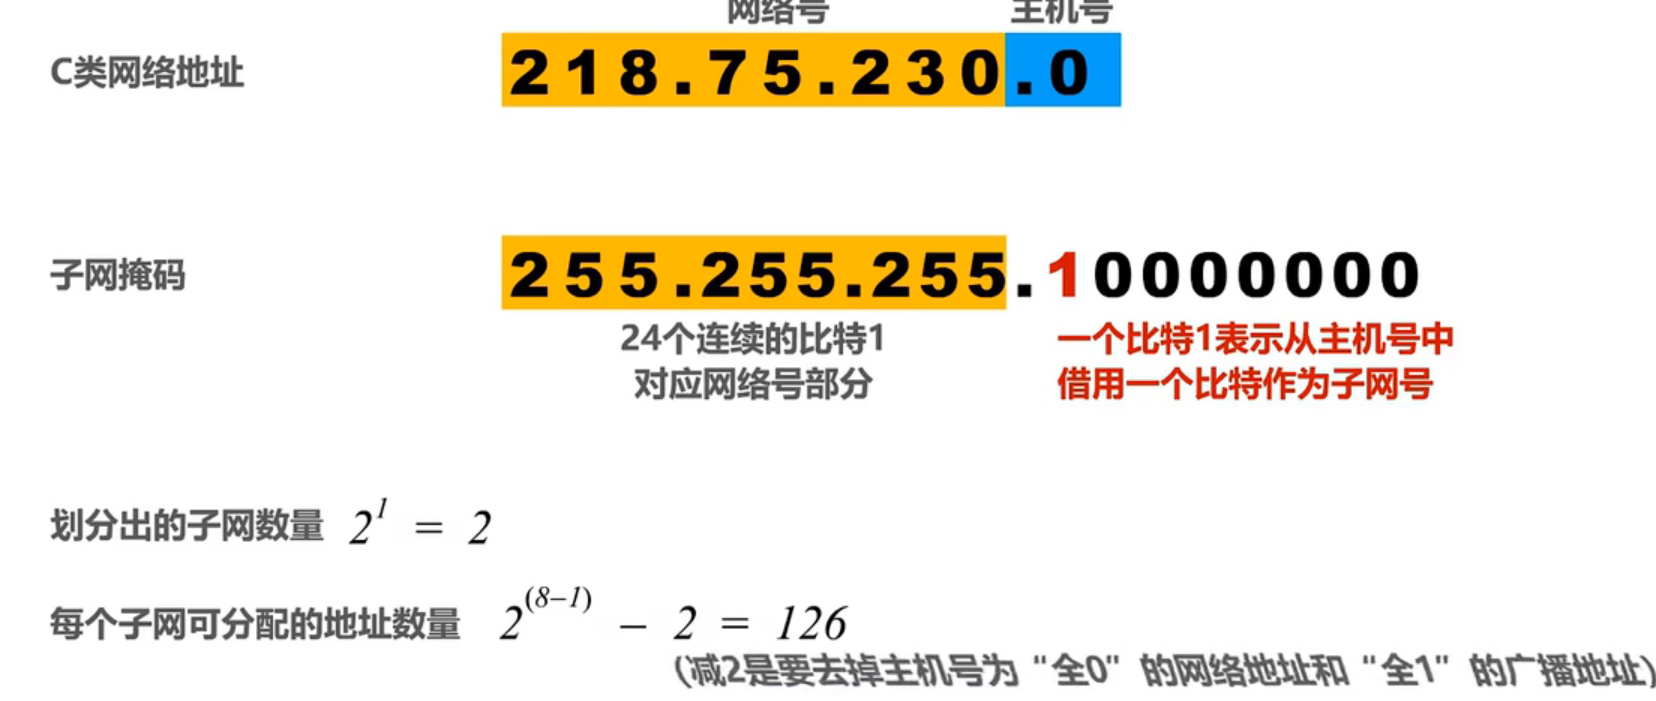 网络号 主机号
C类网络地址 218.75.230.0
子网掩码 255.255.255.10000000
24个连续的比特1 一个比特1表示从主机号中
对应网络号部分 借用一个比特作为子网号
划分出的子网数量 2^1 = 2
每个子网可分配的地址数量 2^(8-1) - 2 = 126
(减2是要去掉主机号为“全0”的网络地址和“全1”的广播地址)